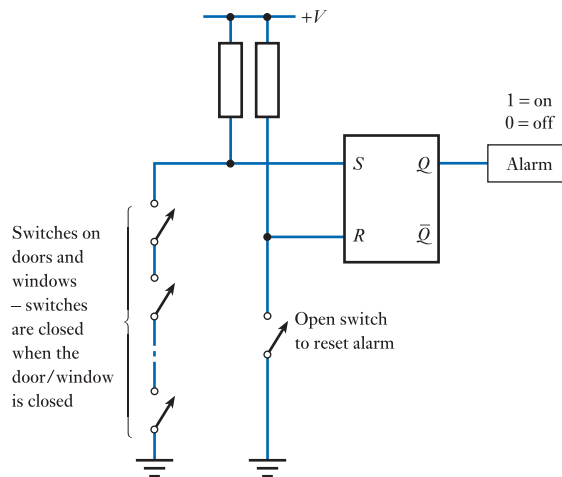 +V
1 = on
0 = off
S
Q
Alarm
R
Q̄
Switches on
doors and
windows
– switches
are closed
when the
door/window
is closed
Open switch
to reset alarm